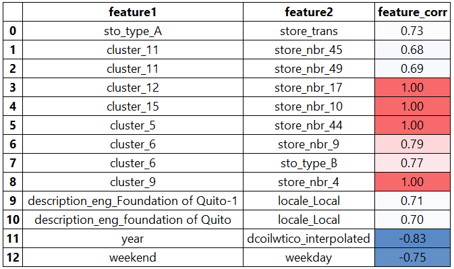 feature1 feature2 feature_corr
0 sto_type_A store_trans 0.73
1 cluster_11 store_nbr_45 0.68
2 cluster_11 store_nbr_49 0.69
3 cluster_12 store_nbr_17 1.00
4 cluster_15 store_nbr_10 1.00
5 cluster_5 store_nbr_44 1.00
6 cluster_6 store_nbr_9 0.79
7 cluster_6 sto_type_B 0.77
8 cluster_9 store_nbr_4 1.00
9 description_eng_Foundation of Quito-1 locale_Local 0.71
10 description_eng_foundation of Quito locale_Local 0.70
11 year dcoilwtico_interpolated -0.83
12 weekend weekday -0.75